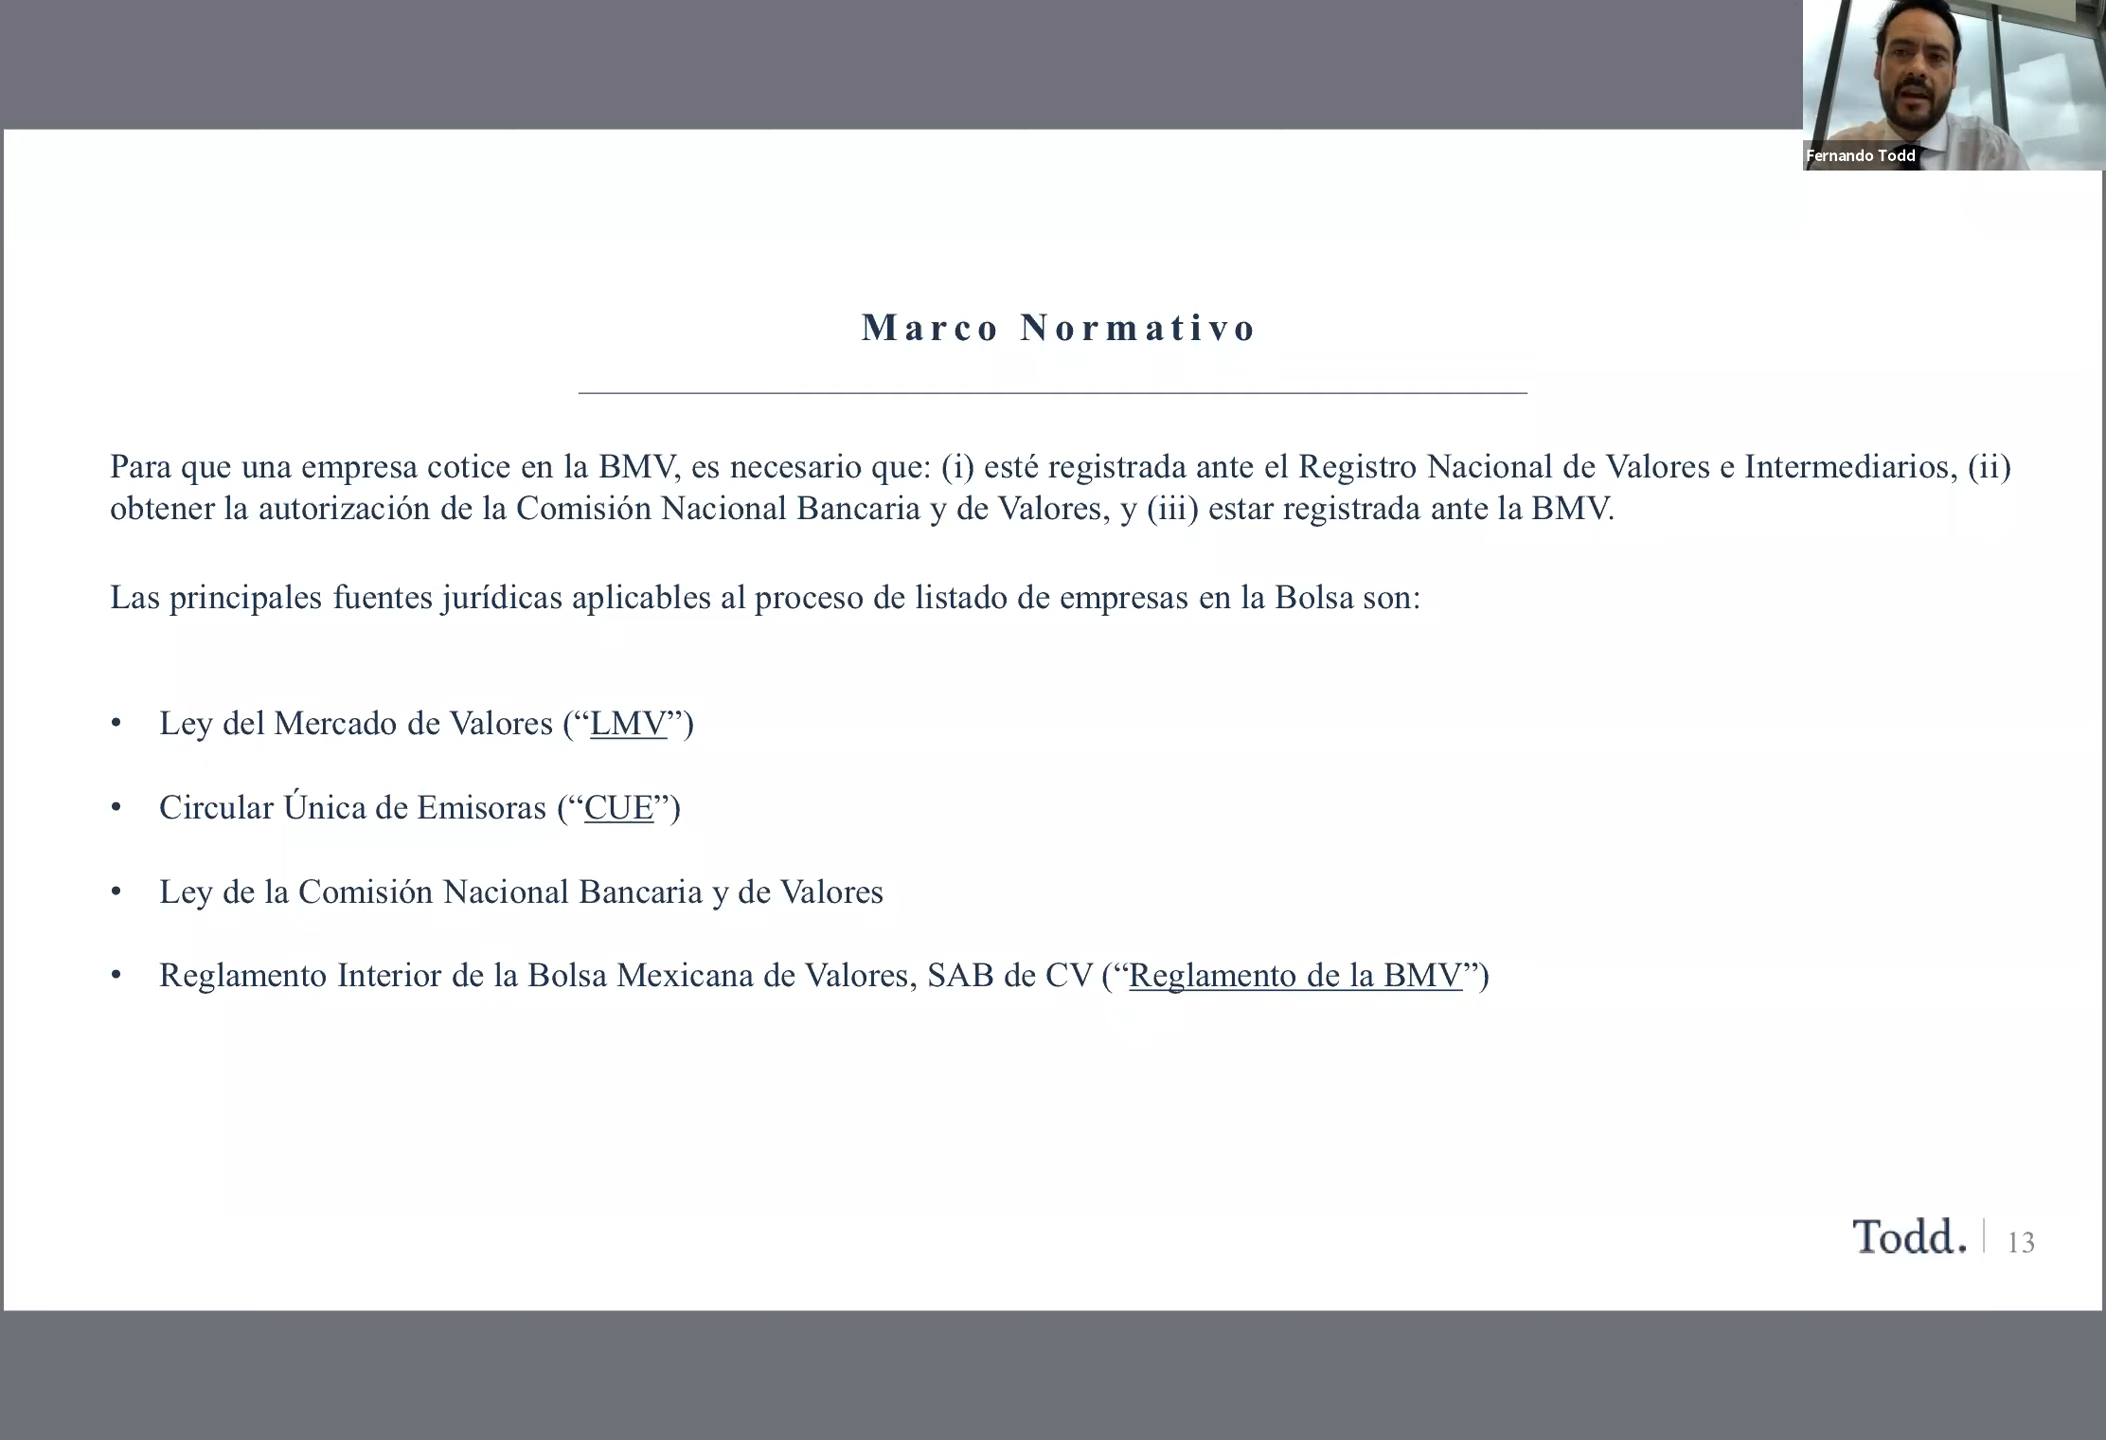 Fernando Todd
Marco Normativo
Para que una empresa cotice en la BMV, es necesario que: (i) esté registrada ante el Registro Nacional de Valores e Intermediarios, (ii)
obtener la autorización de la Comisión Nacional Bancaria y de Valores, y (iii) estar registrada ante la BMV.
Las principales fuentes jurídicas aplicables al proceso de listado de empresas en la Bolsa son:
• Ley del Mercado de Valores (“LMV”)
• Circular Única de Emisoras (“CUE”)
• Ley de la Comisión Nacional Bancaria y de Valores
• Reglamento Interior de la Bolsa Mexicana de Valores, SAB de CV (“Reglamento de la BMV”)
Todd. | 13